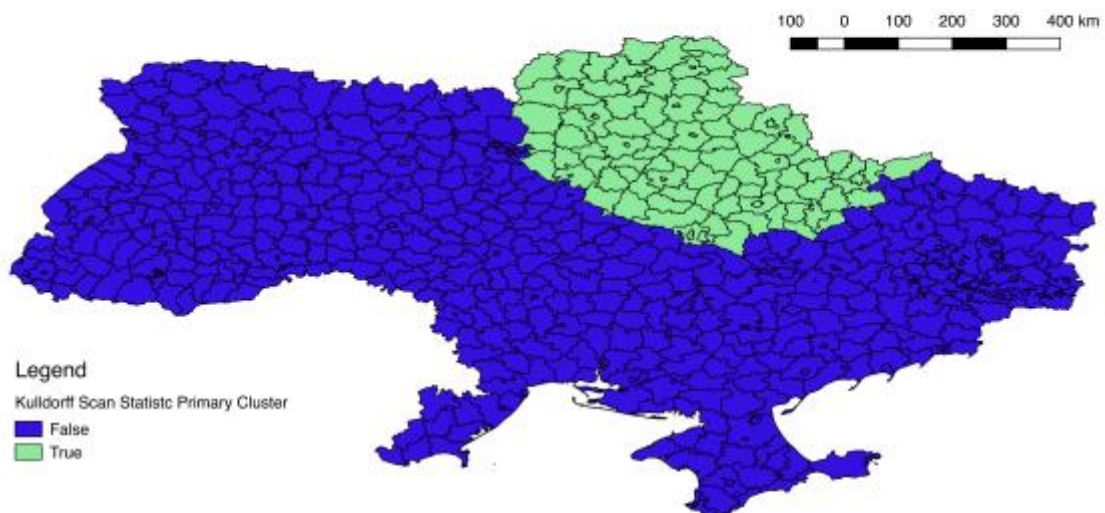 100 0 100 200 300 400 km
Legend
Kulldorff Scan Statistc Primary Cluster
False
True